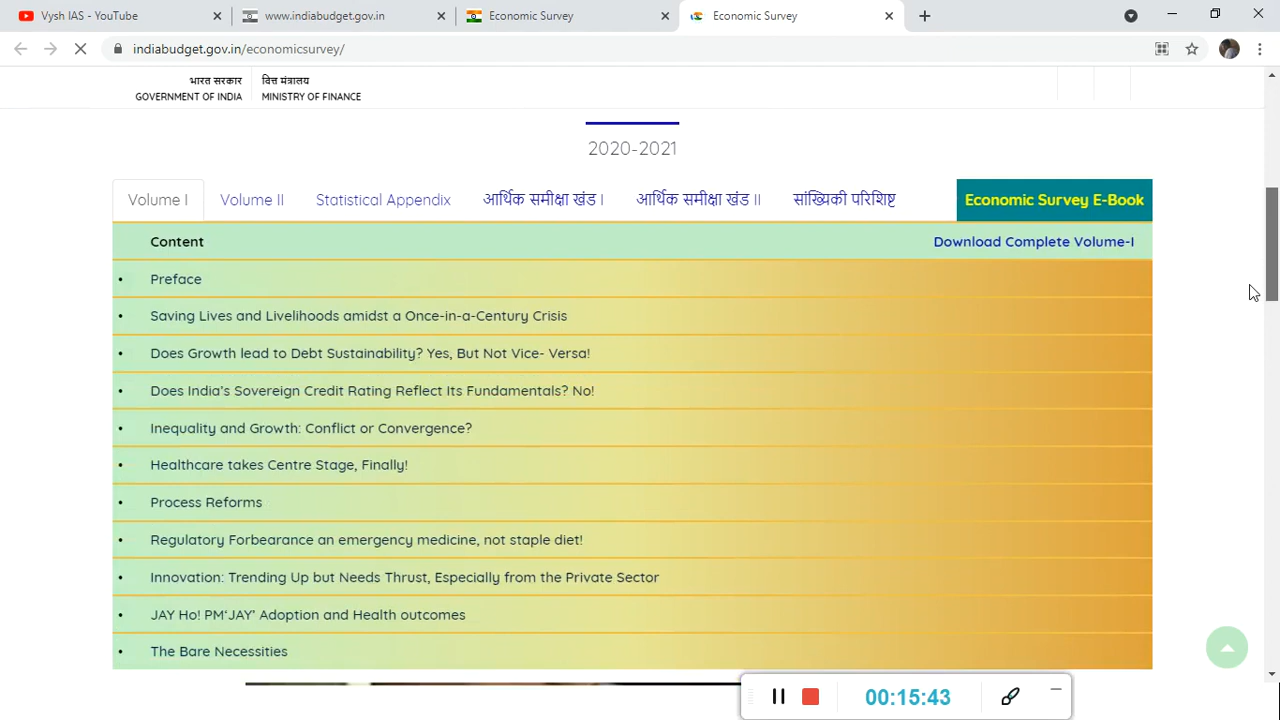 Vysh IAS - YouTube
www.indiabudget.gov.in
Economic Survey
Economic Survey
indiabudget.gov.in/economicsurvey/
भारत सरकार
GOVERNMENT OF INDIA
वित्त मंत्रालय
MINISTRY OF FINANCE
2020-2021
Volume I
Volume II
Statistical Appendix
आर्थिक समीक्षा खंड I
आर्थिक समीक्षा खंड II
सांख्यिकी परिशिष्ट
Economic Survey E-Book
Content
Download Complete Volume-I
• Preface
• Saving Lives and Livelihoods amidst a Once-in-a-Century Crisis
• Does Growth lead to Debt Sustainability? Yes, But Not Vice- Versa!
• Does India's Sovereign Credit Rating Reflect Its Fundamentals? No!
• Inequality and Growth: Conflict or Convergence?
• Healthcare takes Centre Stage, Finally!
• Process Reforms
• Regulatory Forbearance an emergency medicine, not staple diet!
• Innovation: Trending Up but Needs Thrust, Especially from the Private Sector
• JAY Ho! PM‘JAY’ Adoption and Health outcomes
• The Bare Necessities
00:15:43